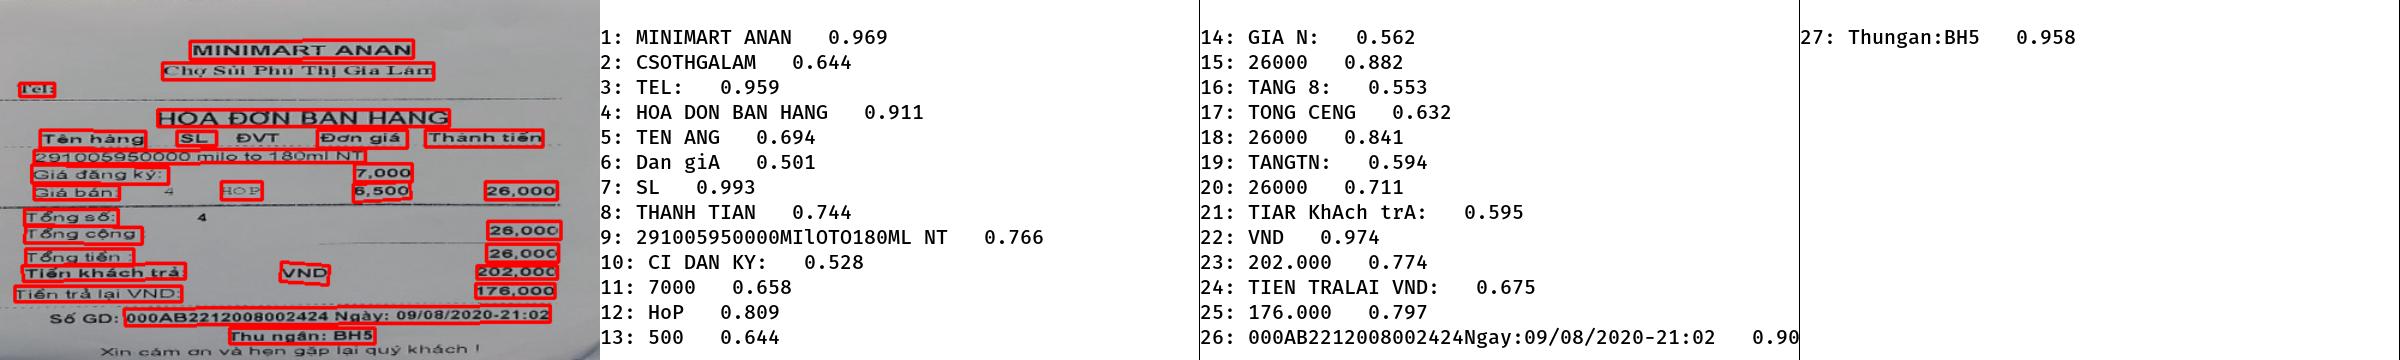 MINIMART ANAN
Chợ Sủi Phú Thị Gia Lâm
Tel:
HÓA ĐƠN BÁN HÀNG
Tên hàng SL ĐVT Đơn giá Thành tiền
291005950000 milo to 180ml NT
Giá đăng ký: 7,000
Giá bán: 4 HOP 6,500 26,000
Tổng số: 4
Tổng cộng 26,000
Tổng tiền : 26,000
Tiền khách trả VND 202,000
Tiền trả lại VND: 176,000
Số GD: 000AB2212008002424 Ngày: 09/08/2020-21:02
Thu ngân: BH5
Xin cảm ơn và hẹn gặp lại quý khách !
1: MINIMART ANAN 0.969
2: CSOTHGALAM 0.644
3: TEL: 0.959
4: HOA DON BAN HANG 0.911
5: TEN ANG 0.694
6: Dan giA 0.501
7: SL 0.993
8: THANH TIAN 0.744
9: 291005950000MIlOTO180ML NT 0.766
10: CI DAN KY: 0.528
11: 7000 0.658
12: HoP 0.809
13: 500 0.644
14: GIA N: 0.562
15: 26000 0.882
16: TANG 8: 0.553
17: TONG CENG 0.632
18: 26000 0.841
19: TANGTN: 0.594
20: 26000 0.711
21: TIAR KhAch trA: 0.595
22: VND 0.974
23: 202.000 0.774
24: TIEN TRALAI VND: 0.675
25: 176.000 0.797
26: 000AB2212008002424Ngay:09/08/2020-21:02 0.90
27: Thungan:BH5 0.958